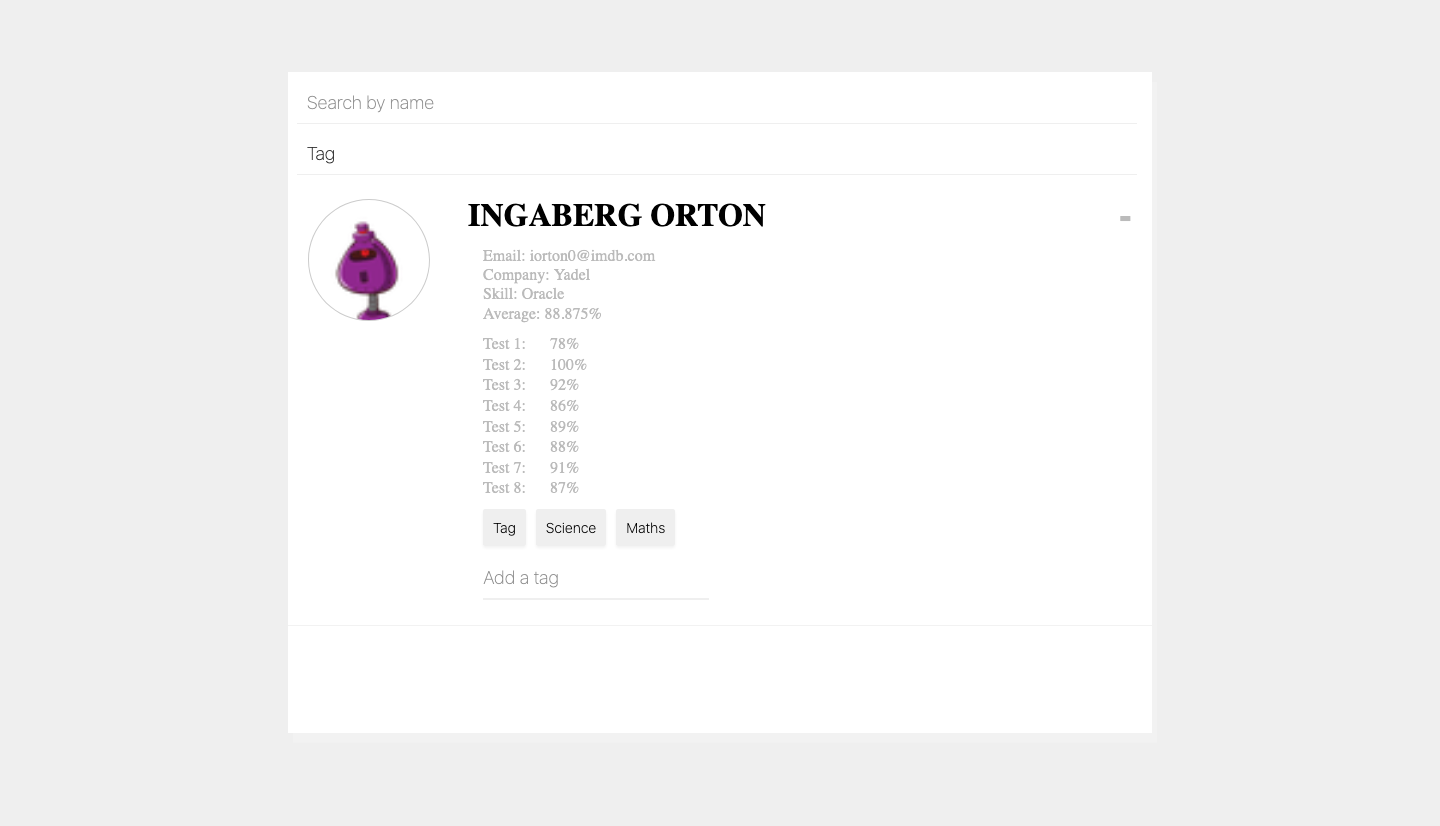 Search by name
Tag
INGABERG ORTON
-
Email: iorton0@imdb.com
Company: Yadel
Skill: Oracle
Average: 88.875%
Test 1: 78%
Test 2: 100%
Test 3: 92%
Test 4: 86%
Test 5: 89%
Test 6: 88%
Test 7: 91%
Test 8: 87%
Tag Science Maths
Add a tag